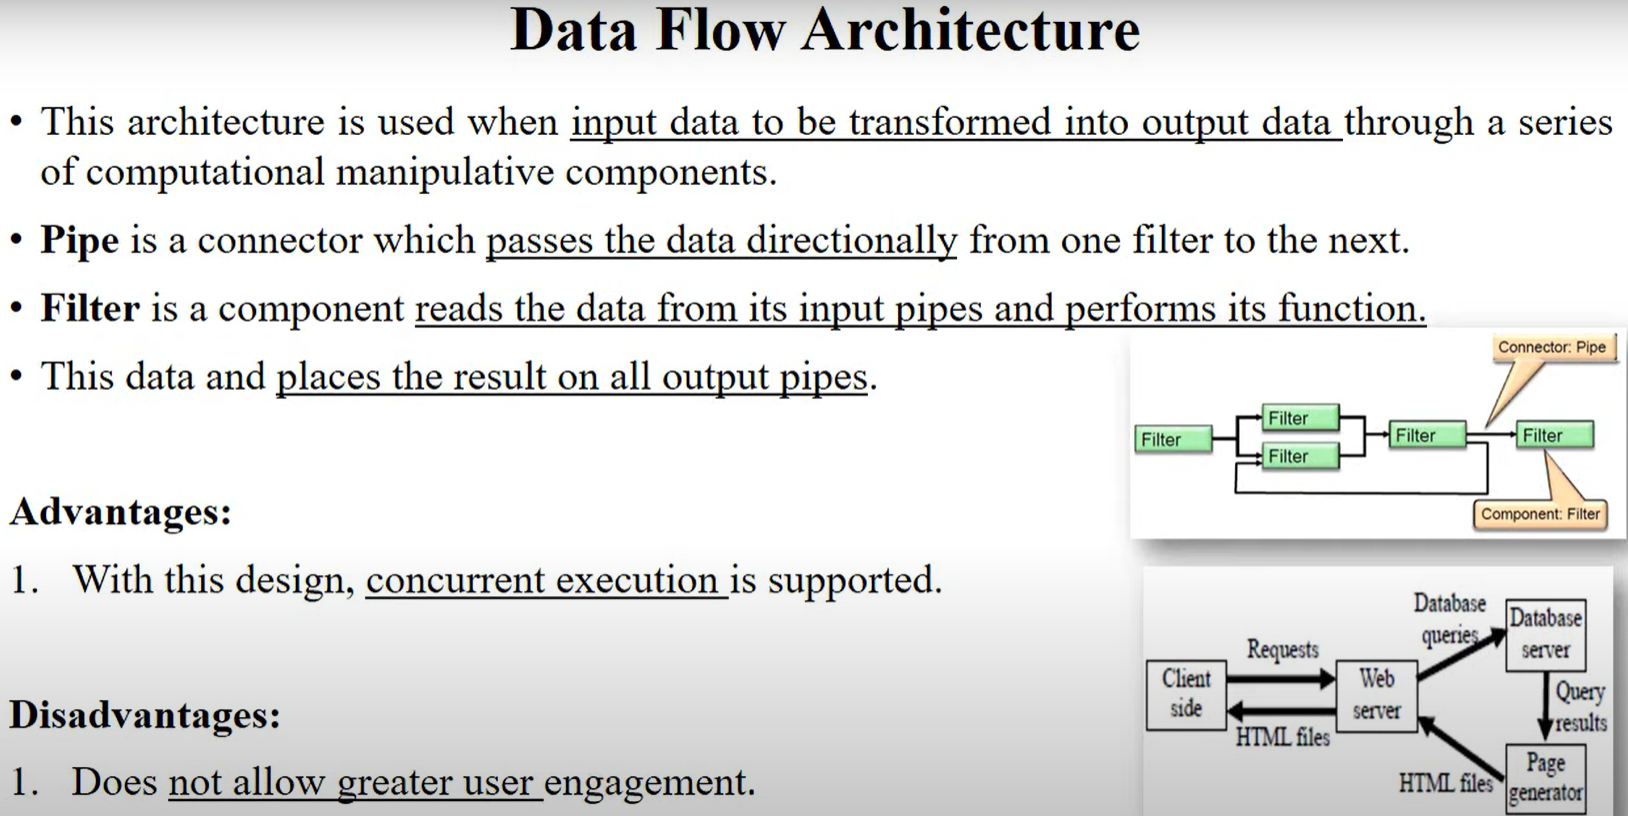 Data Flow Architecture
• This architecture is used when input data to be transformed into output data through a series
of computational manipulative components.
• Pipe is a connector which passes the data directionally from one filter to the next.
• Filter is a component reads the data from its input pipes and performs its function.
• This data and places the result on all output pipes.
Connector: Pipe
Filter
Filter
Filter
Filter
Filter
Component: Filter
Advantages:
1. With this design, concurrent execution is supported.
Disadvantages:
1. Does not allow greater user engagement.
Client
side
Requests
HTML files
Web
server
Database
queries
Database
server
Query
results
Page
generator
HTML files